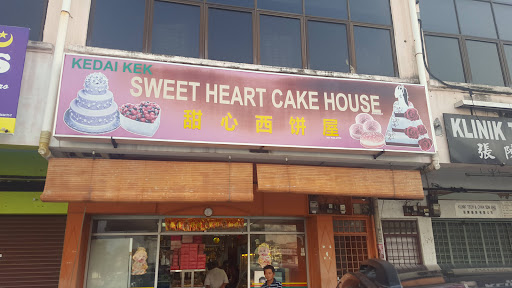 KEDAI KEK
SWEET HEART CAKE HOUSE
甜心西饼屋
KLINIK